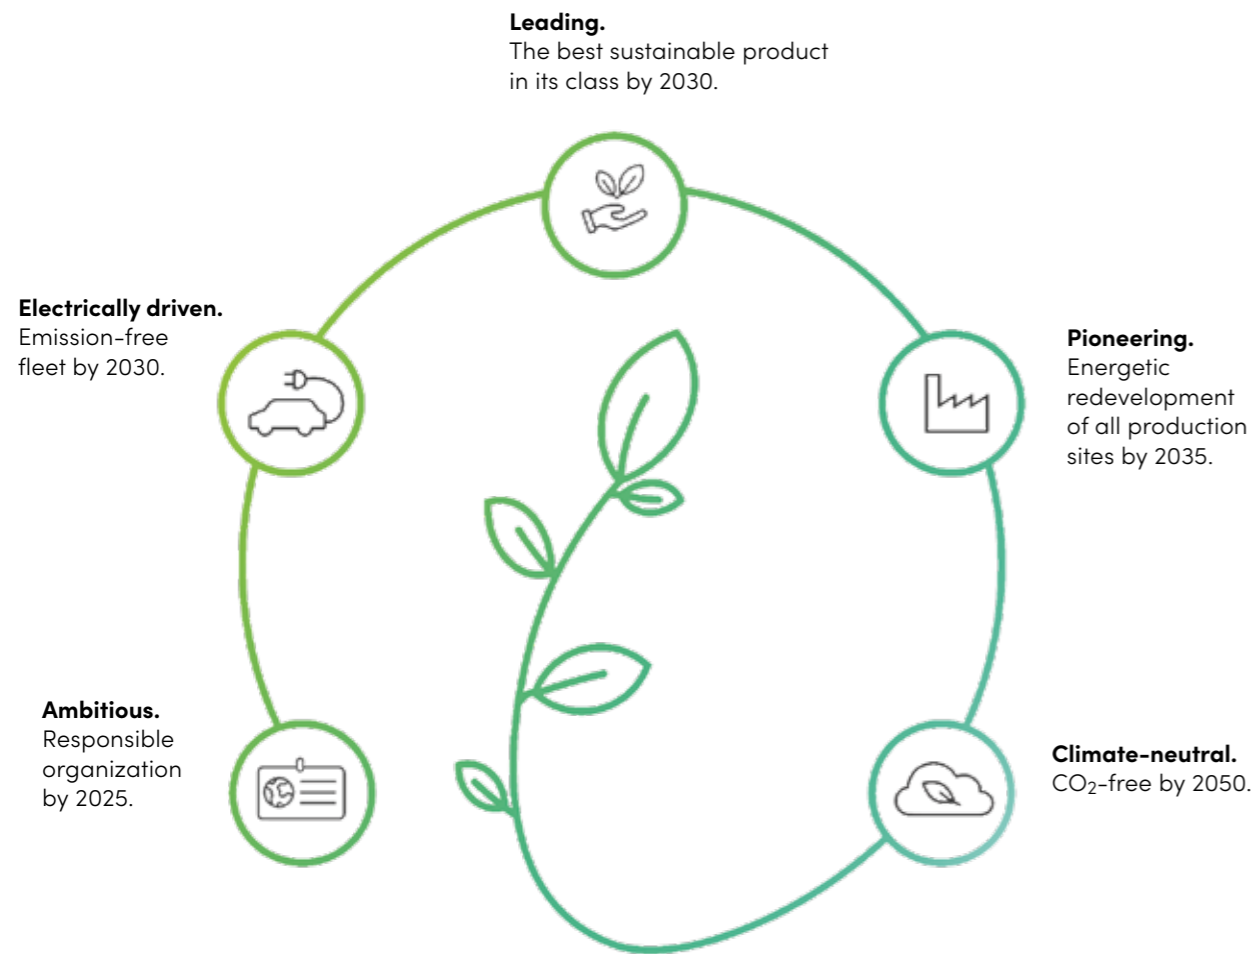 Leading.
The best sustainable product
in its class by 2030.
Electrically driven.
Emission-free
fleet by 2030.
Pioneering.
Energetic
redevelopment
of all production
sites by 2035.
Ambitious.
Responsible
organization
by 2025.
Climate-neutral.
CO₂-free by 2050.